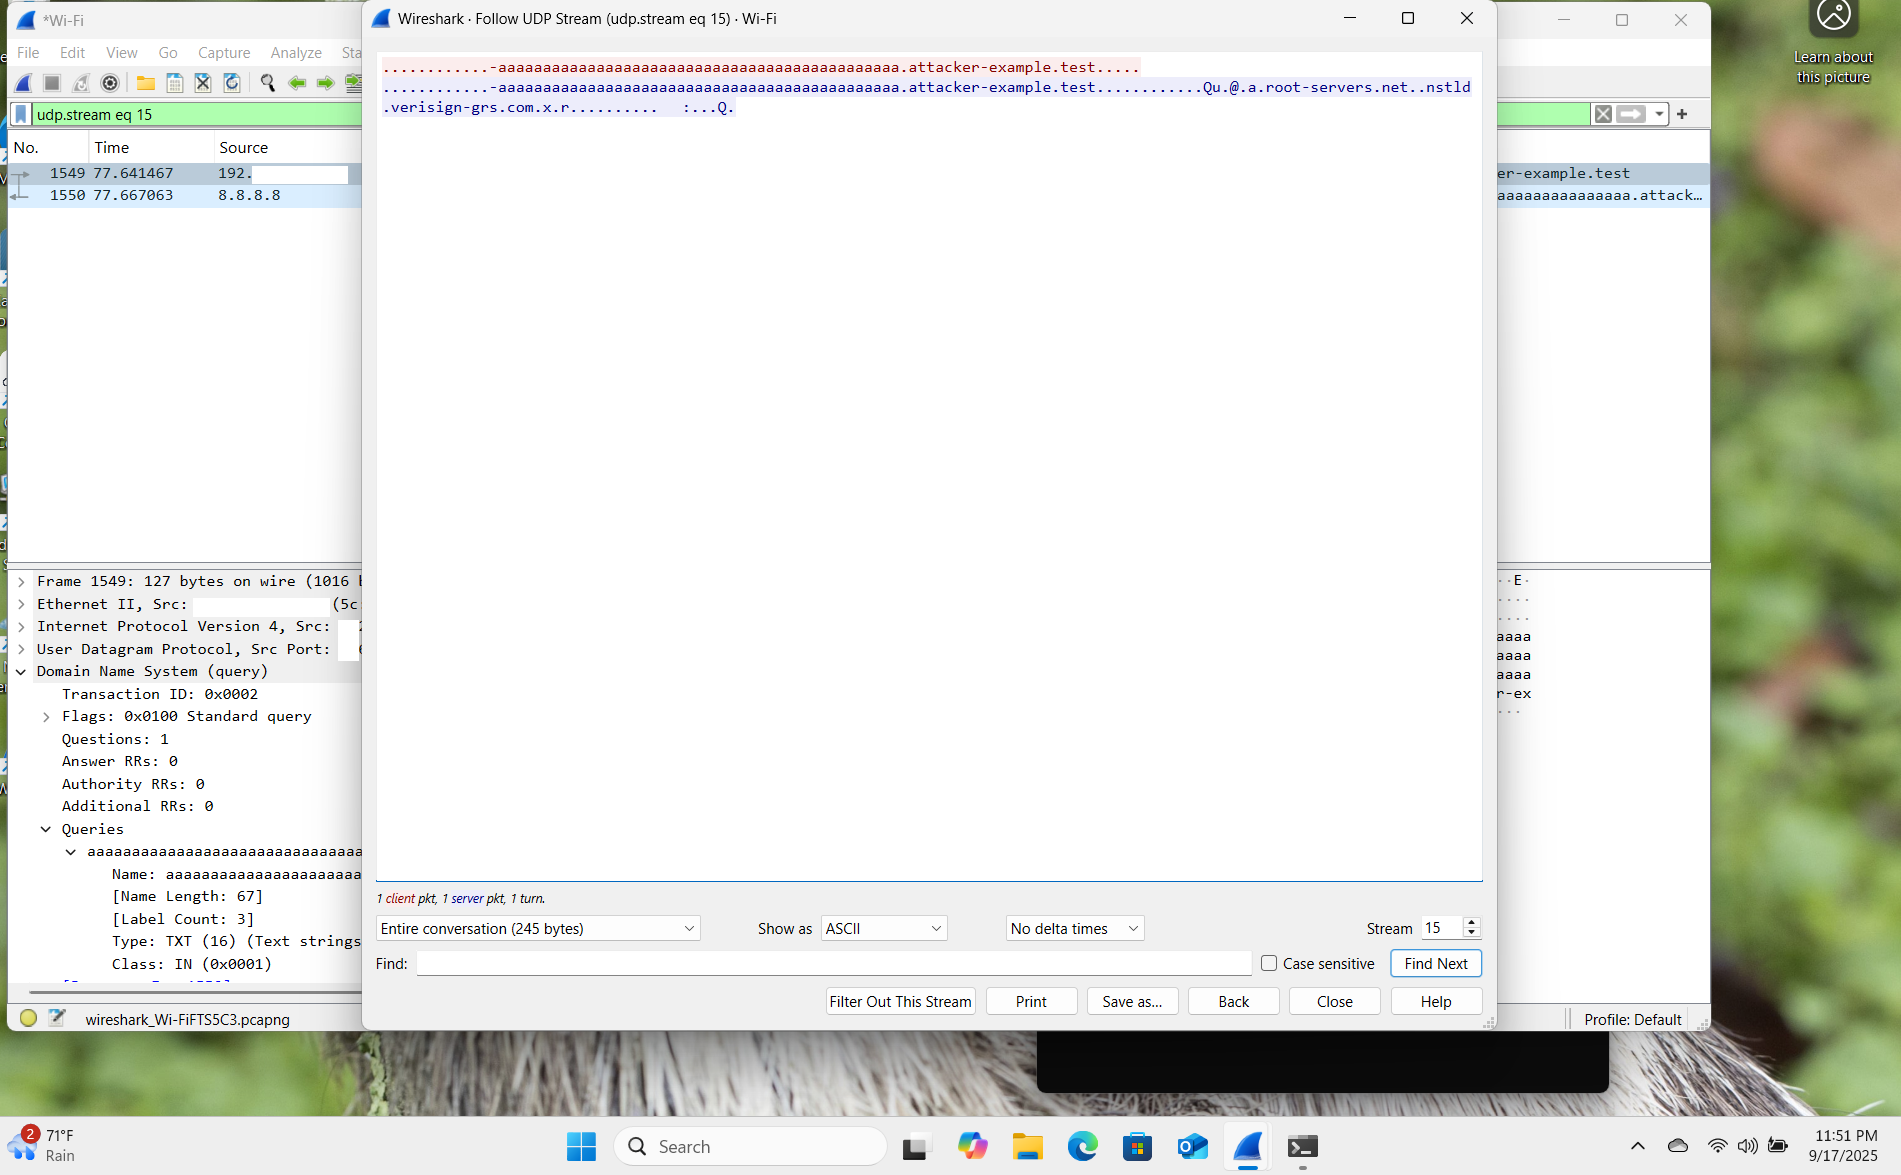 *Wi-Fi
File Edit View Go Capture Analyze Sta
udp.stream eq 15
No. Time Source
1549 77.641467 192.
1550 77.667063 8.8.8.8
Frame 1549: 127 bytes on wire (1016 b
Ethernet II, Src: (5c
Internet Protocol Version 4, Src:
User Datagram Protocol, Src Port:
Domain Name System (query)
Transaction ID: 0x0002
Flags: 0x0100 Standard query
Questions: 1
Answer RRs: 0
Authority RRs: 0
Additional RRs: 0
Queries
aaaaaaaaaaaaaaaaaaaaaaaaaaaaaaa
Name: aaaaaaaaaaaaaaaaaaaaaa
[Name Length: 67]
[Label Count: 3]
Type: TXT (16) (Text strings
Class: IN (0x0001)
wireshark_Wi-FiFTS5C3.pcapng
Wireshark · Follow UDP Stream (udp.stream eq 15) · Wi-Fi
............-aaaaaaaaaaaaaaaaaaaaaaaaaaaaaaaaaaaaaaaaaaaaa.attacker-example.test.....
............-aaaaaaaaaaaaaaaaaaaaaaaaaaaaaaaaaaaaaaaaaaaaa.attacker-example.test............Qu.@.a.root-servers.net..nstld
.verisign-grs.com.x.r.......... :...Q.
1 client pkt, 1 server pkt, 1 turn.
Entire conversation (245 bytes) Show as ASCII No delta times Stream 15
Find: Case sensitive Find Next
Filter Out This Stream Print Save as... Back Close Help
er-example.test
aaaaaaaaaaaaaaa.attack…
··E·
····
····
aaaa
aaaa
aaaa
r-ex
···
Profile: Default
Learn about
this picture
2
71°F
Rain
Search
11:51 PM
9/17/2025